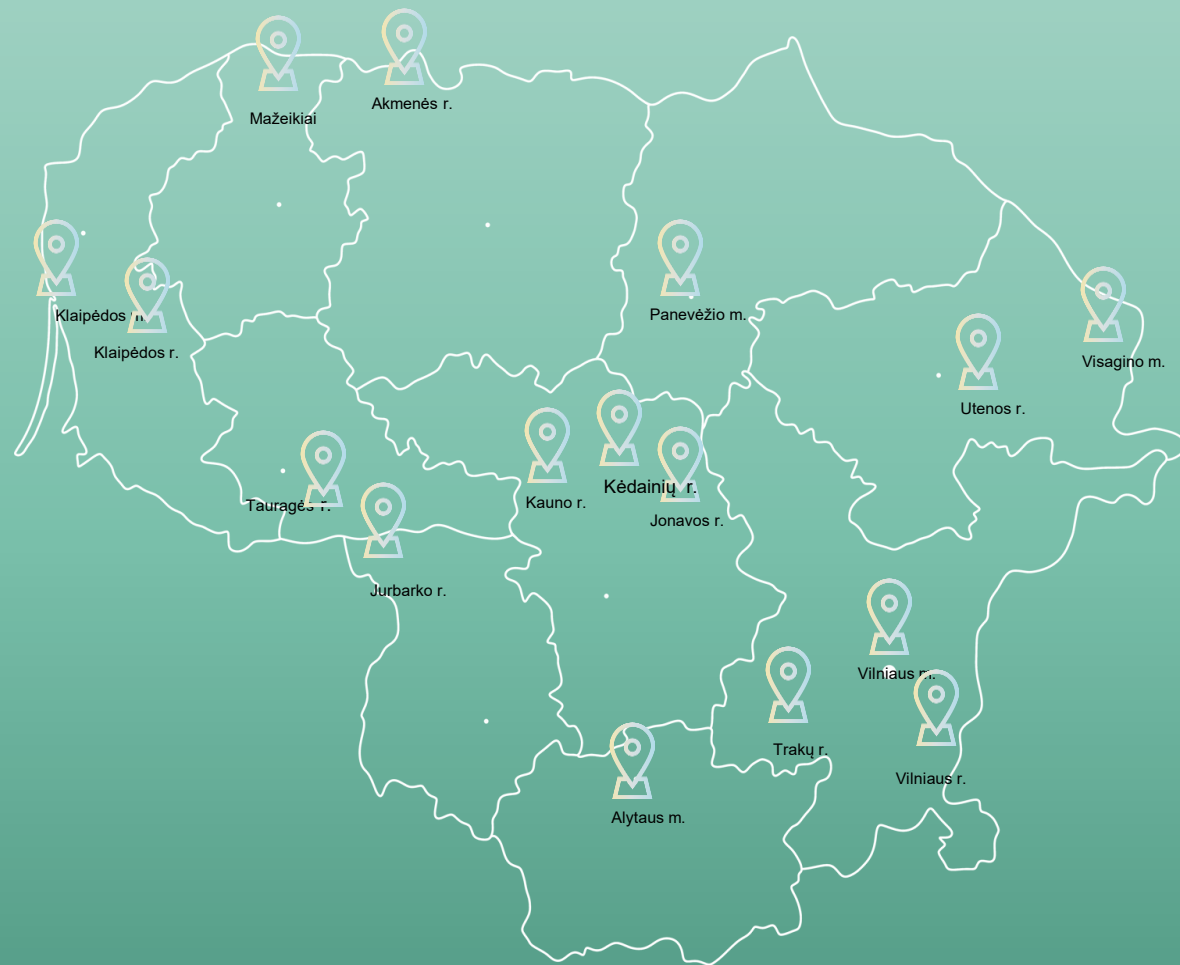 Akmenės r.
Mažeikiai
Klaipėdos m.
Panevėžio m.
Klaipėdos r.
Visagino m.
Utenos r.
Kėdainių r.
Kauno r.
Tauragės r.
Jonavos r.
Jurbarko r.
Vilniaus m.
Trakų r.
Vilniaus r.
Alytaus m.